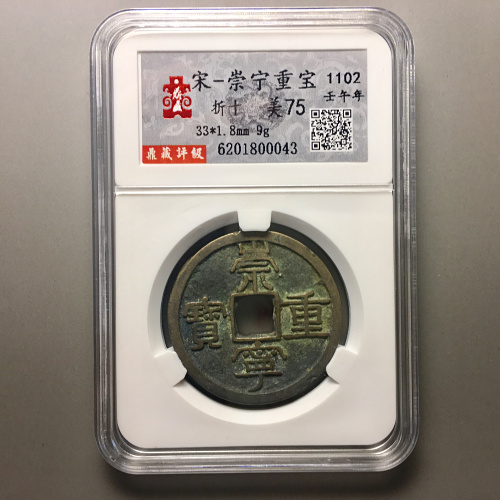 宋-崇宁重宝 1102
折十 美75 壬午年
33*1.8mm 9g
鼎藏評級 6201800043
崇
寶 重
寧